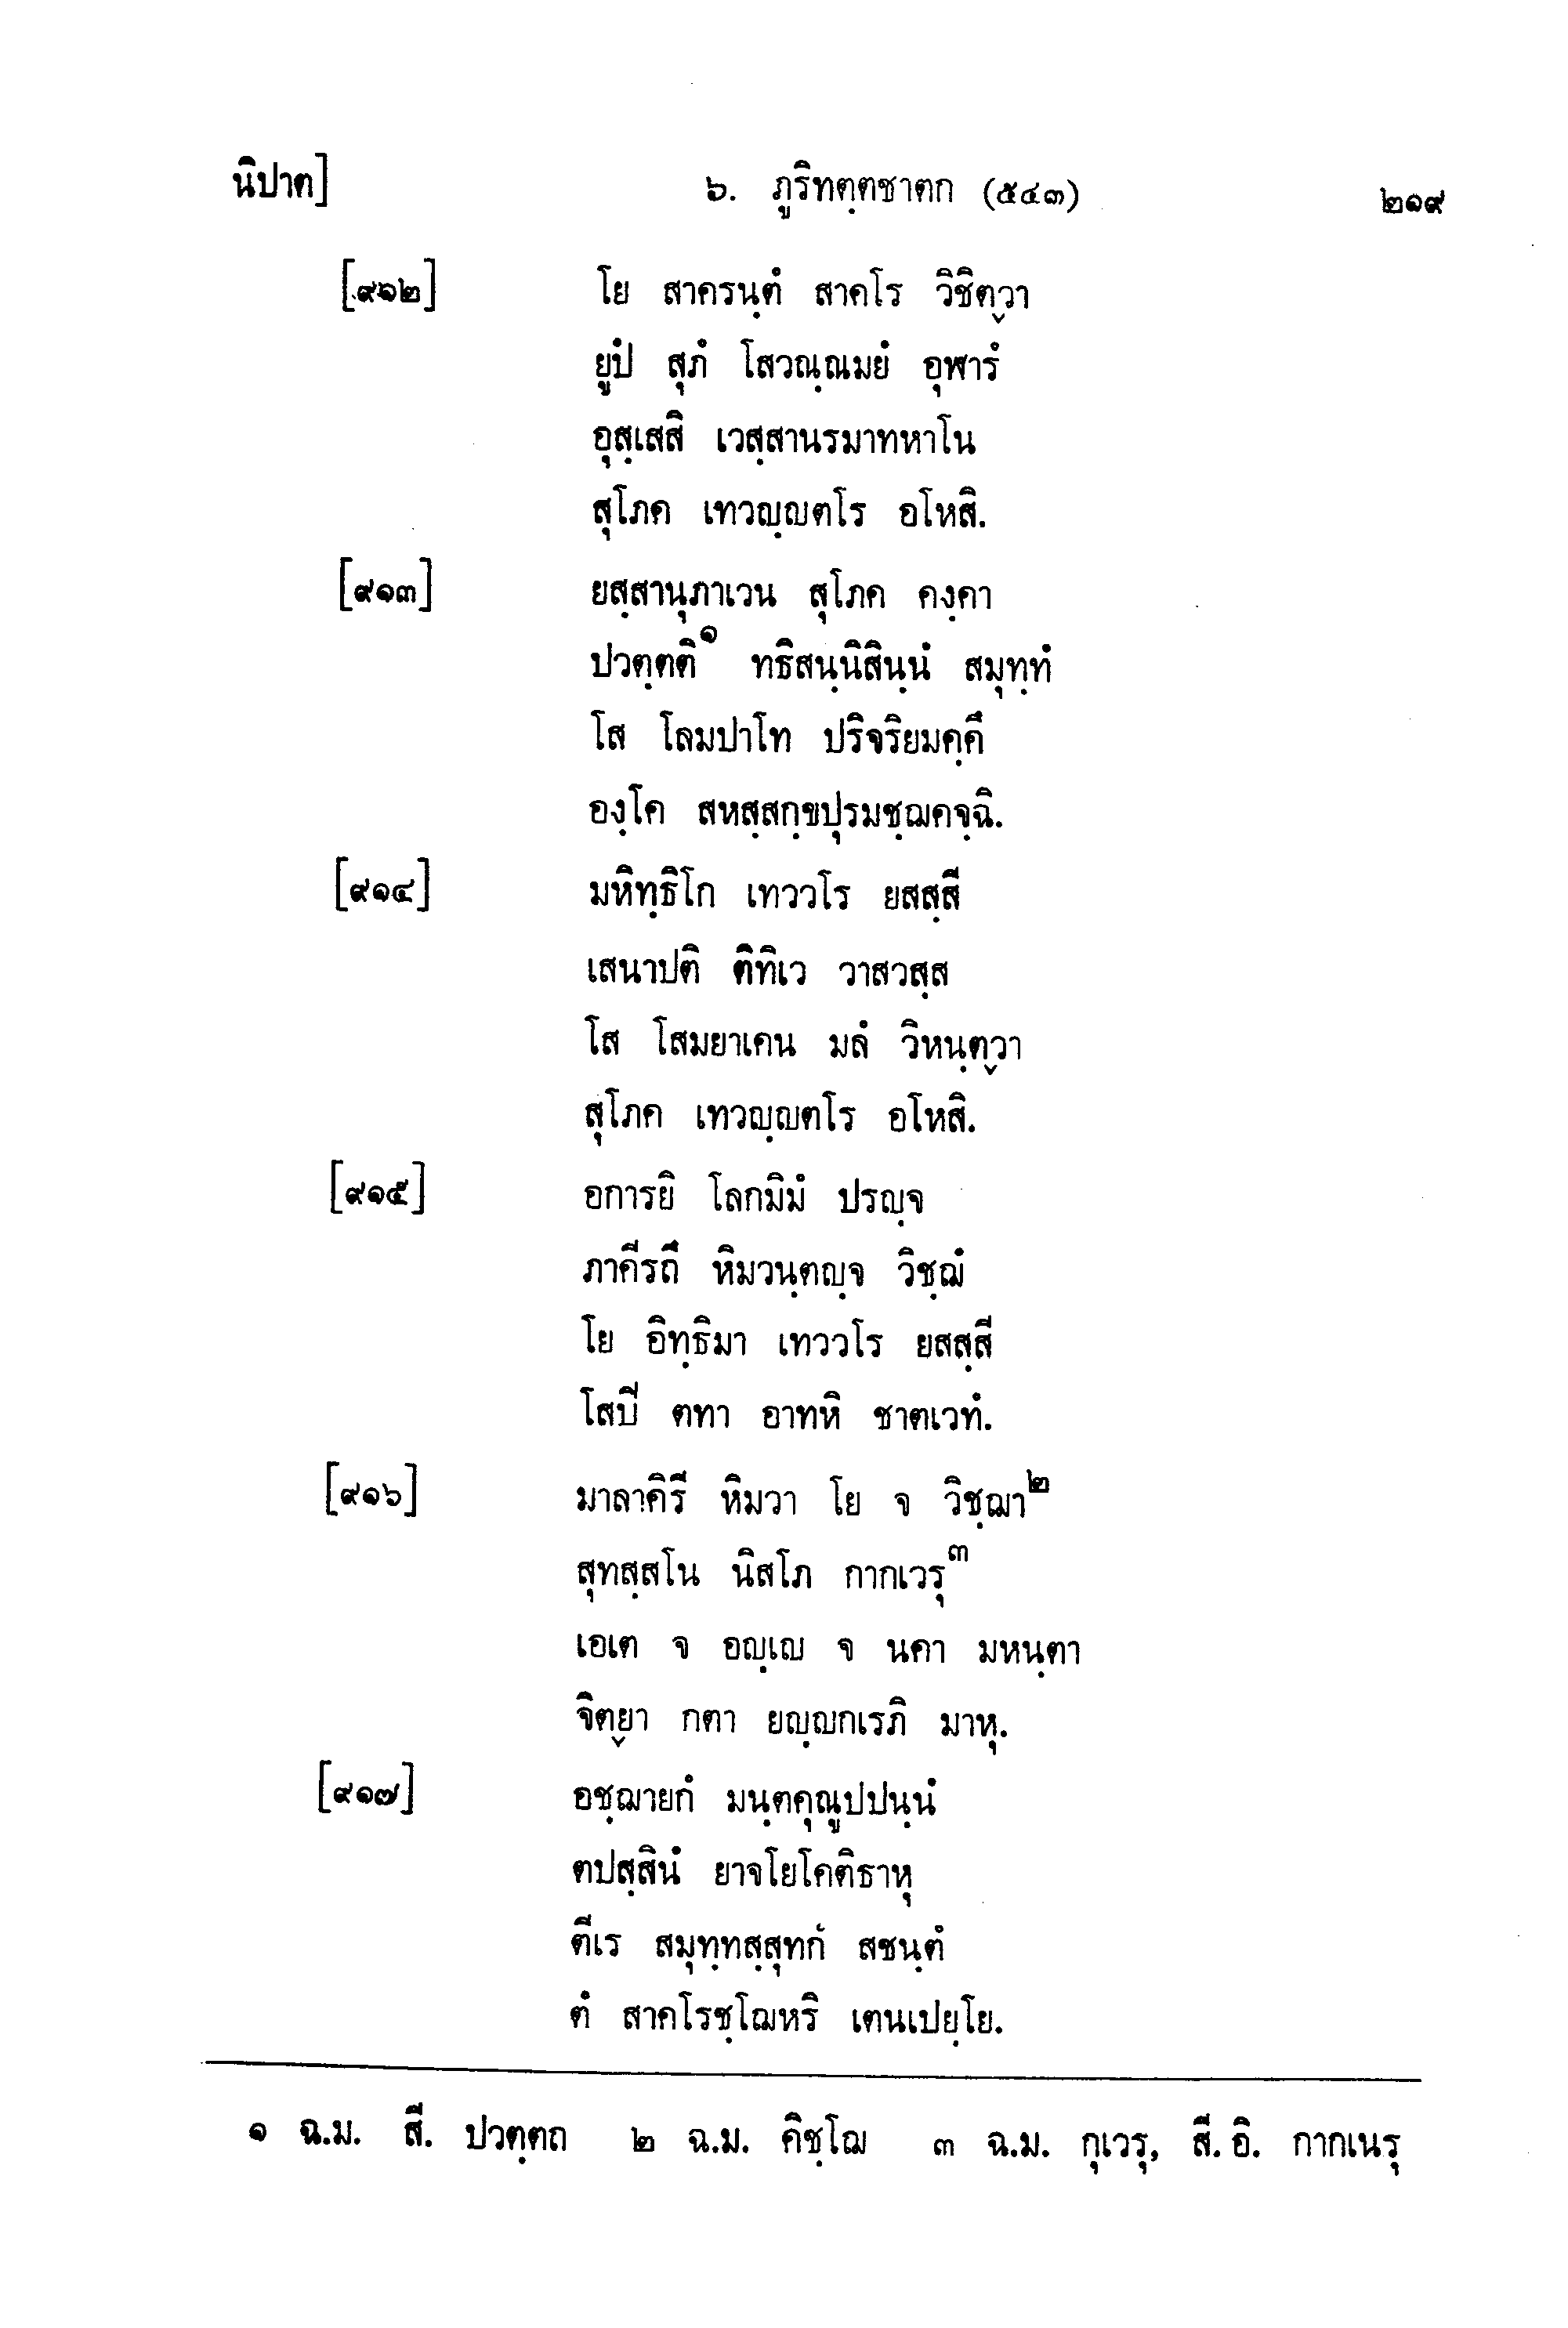 นิปาต] ๖. ภูริทตฺตชาตก (๕๔๓) ๒๑๙
[๙๑๒] โย สาครนฺตํ สาคโร วิชิตฺวา
ยูปํ สุภํ โสวณฺณมยํ อุฬารํ
อุสฺเสสิ เวสฺสานรมาทหาโน
สุโภค เทวญฺญตโร อโหสิ.
[๙๑๓] ยสฺสานุภาเวน สุโภค คงฺคา
ปวตฺตติ๑ ทธิสนฺนิสินฺนํ สมุทฺทํ
โส โลมปาโท ปริจริยมคฺคึ
องฺโค สหสฺสกฺขปุรมชฺฌคจฺฉิ.
[๙๑๔] มหิทฺธิโก เทววโร ยสสฺสี
เสนาปติ ติทิเว วาสวสฺส
โส โสมยาเคน มลํ วิหนฺตฺวา
สุโภค เทวญฺญตโร อโหสิ.
[๙๑๕] อการยิ โลกมิมํ ปรญฺจ
ภาคีรถึ หิมวนฺตญฺจ วิชฺฌํ
โย อิทฺธิมา เทววโร ยสสฺสี
โสปี ตทา อาทหิ ชาตเวทํ.
[๙๑๖] มาลาคิรี หิมวา โย จ วิชฺฌา๒
สุทสฺสโน นิสโภ กากเวรุ๓
เอเต จ อญฺเญ จ นคา มหนฺตา
จิตฺยา กตา ยญฺญกเรภิ มาหุ.
[๙๑๗] อชฺฌายกํ มนฺตคุณูปปนฺนํ
ตปสฺสินํ ยาจโยโคติธาหุ
ตีเร สมุทฺทสฺสุทกํ สชนฺตํ
ตํ สาคโรชฺโฌหริ เตนเปยฺโย.
๑ ฉ.ม. สี. ปวตฺตถ ๒ ฉ.ม. คิชฺโฌ ๓ ฉ.ม. กุเวรุ, สี. อิ. กากเนรุ